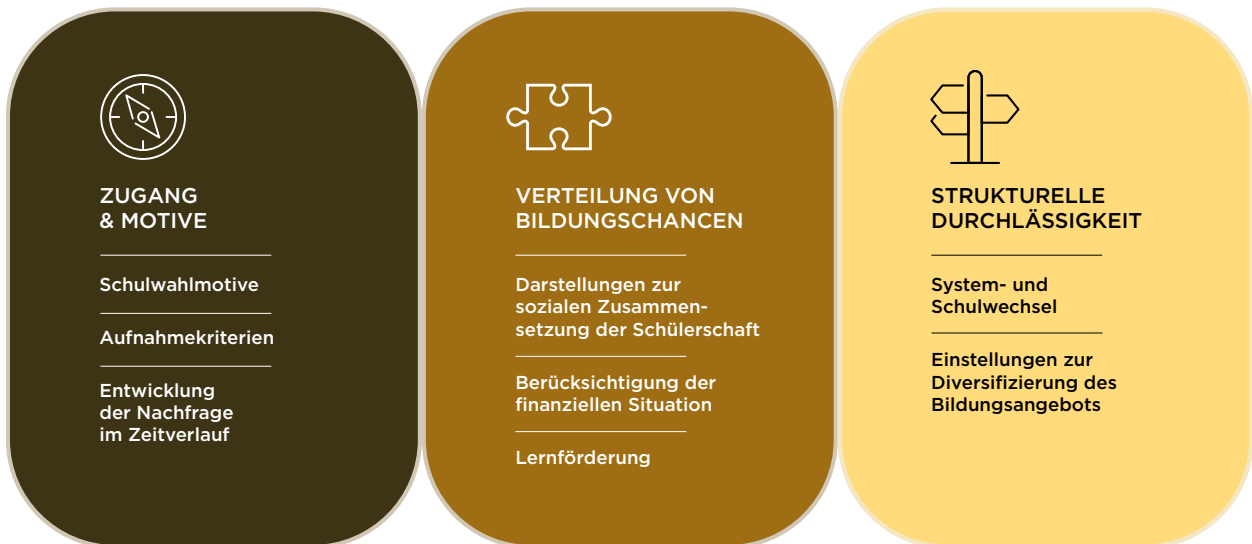 ZUGANG
& MOTIVE
Schulwahlmotive
Aufnahmekriterien
Entwicklung
der Nachfrage
im Zeitverlauf
VERTEILUNG VON
BILDUNGSCHANCEN
Darstellungen zur
sozialen Zusammen-
setzung der Schülerschaft
Berücksichtigung der
finanziellen Situation
Lernförderung
STRUKTURELLE
DURCHLÄSSIGKEIT
System- und
Schulwechsel
Einstellungen zur
Diversifizierung des
Bildungsangebots